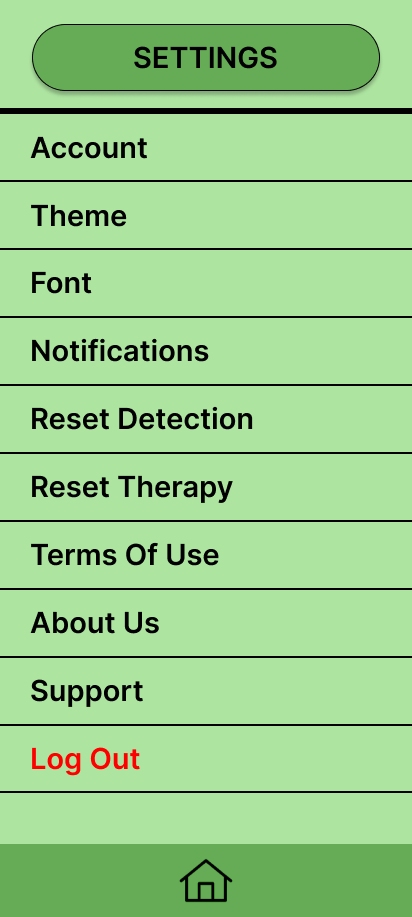 SETTINGS
Account
Theme
Font
Notifications
Reset Detection
Reset Therapy
Terms Of Use
About Us
Support
Log Out